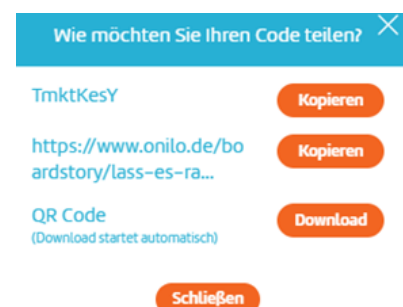 Wie möchten Sie Ihren Code teilen?
TmktKesY
Kopieren
https://www.onilo.de/bo
ardstory/lass-es-ra...
Kopieren
QR Code
(Download startet automatisch)
Download
Schließen